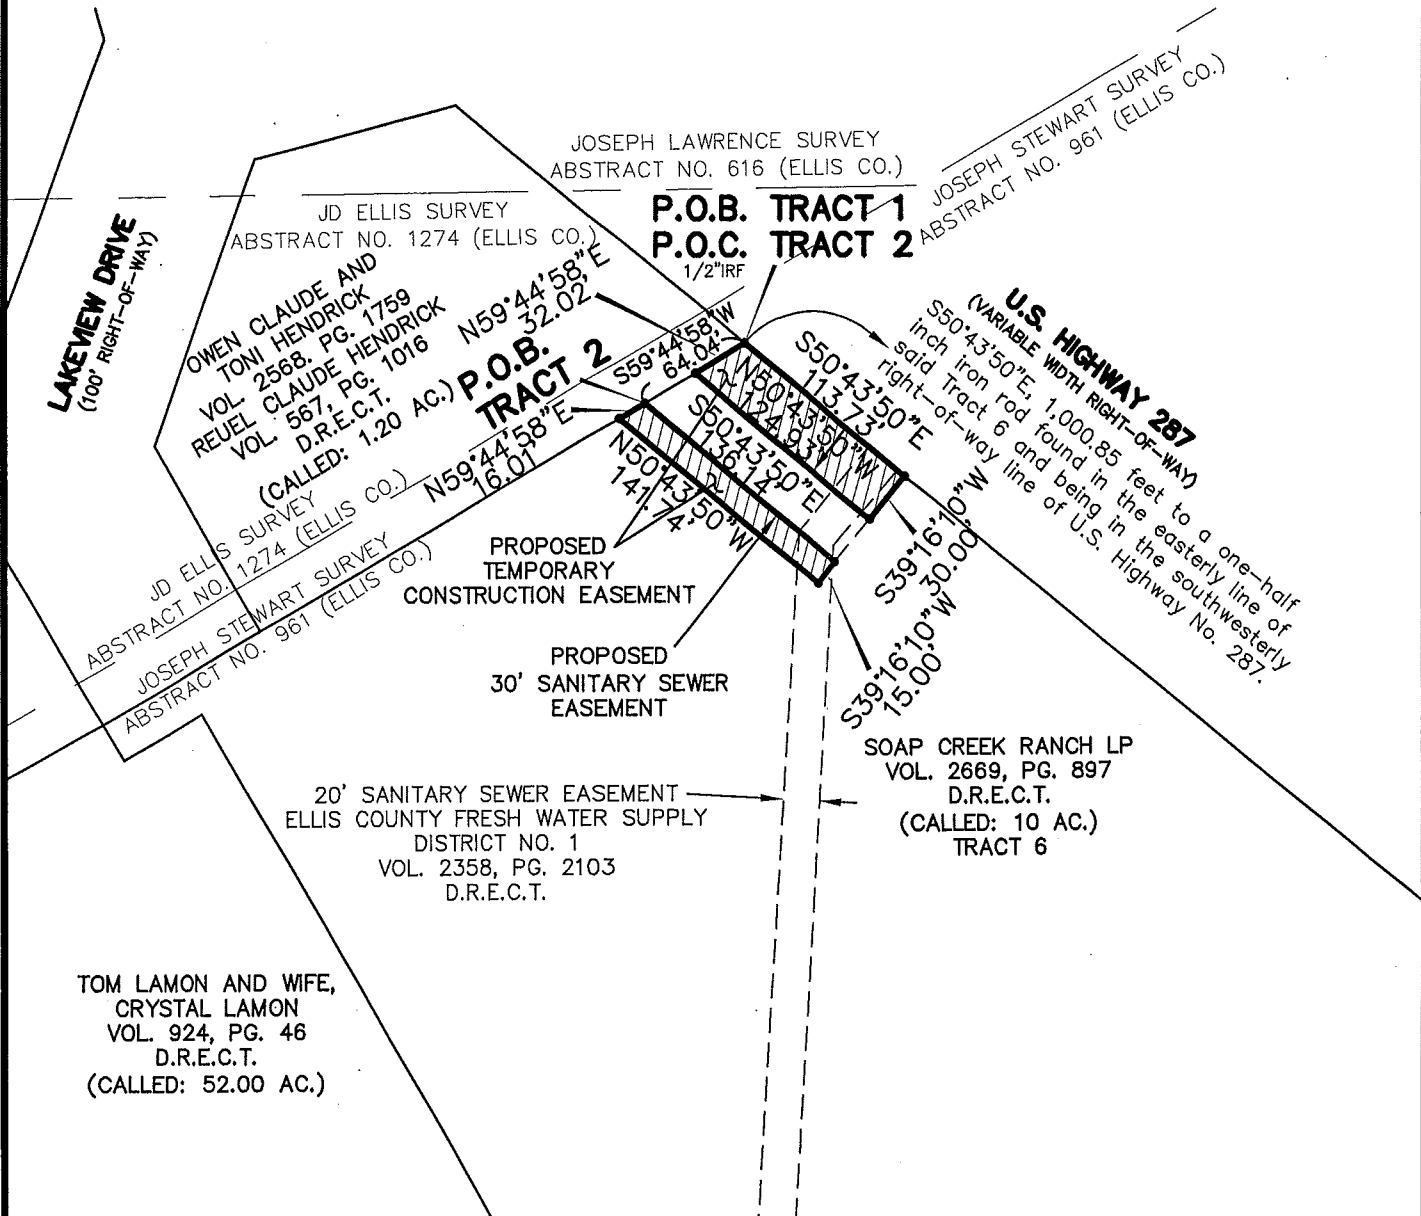 JOSEPH LAWRENCE SURVEY
ABSTRACT NO. 616 (ELLIS CO.)
JOSEPH STEWART SURVEY
ABSTRACT NO. 961 (ELLIS CO.)
JD ELLIS SURVEY
ABSTRACT NO. 1274 (ELLIS CO.)
P.O.B. TRACT 1
P.O.C. TRACT 2
1/2"IRF
LAKEVIEW DRIVE
(100' RIGHT-OF-WAY)
OWEN CLAUDE AND
TONI HENDRICK
VOL. 2568. PG. 1759
REUEL CLAUDE HENDRICK
VOL. 567, PG. 1016
D.R.E.C.T.
(CALLED: 1.20 AC.)
N59°44'58"E
32.02'
P.O.B.
TRACT 2
S59°44'58"W
64.04'
N59°44'58"E
16.01'
S50°43'50"E
113.73'
N50°43'50"W
124.93'
S50°43'50"E
136.14'
N50°43'50"W
141.74'
U.S. HIGHWAY 287
(VARIABLE WIDTH RIGHT-OF-WAY)
S50°43'50"E, 1,000.85 feet to a one-half
inch iron rod found in the easterly line of
said Tract 6 and being in the southwesterly
right-of-way line of U.S. Highway No. 287.
S39°16'10"W
30.00'
S39°16'10"W
15.00'
JD ELLIS SURVEY
ABSTRACT NO. 1274 (ELLIS CO.)
JOSEPH STEWART SURVEY
ABSTRACT NO. 961 (ELLIS CO.)
PROPOSED
TEMPORARY
CONSTRUCTION EASEMENT
PROPOSED
30' SANITARY SEWER
EASEMENT
20' SANITARY SEWER EASEMENT
ELLIS COUNTY FRESH WATER SUPPLY
DISTRICT NO. 1
VOL. 2358, PG. 2103
D.R.E.C.T.
SOAP CREEK RANCH LP
VOL. 2669, PG. 897
D.R.E.C.T.
(CALLED: 10 AC.)
TRACT 6
TOM LAMON AND WIFE,
CRYSTAL LAMON
VOL. 924, PG. 46
D.R.E.C.T.
(CALLED: 52.00 AC.)